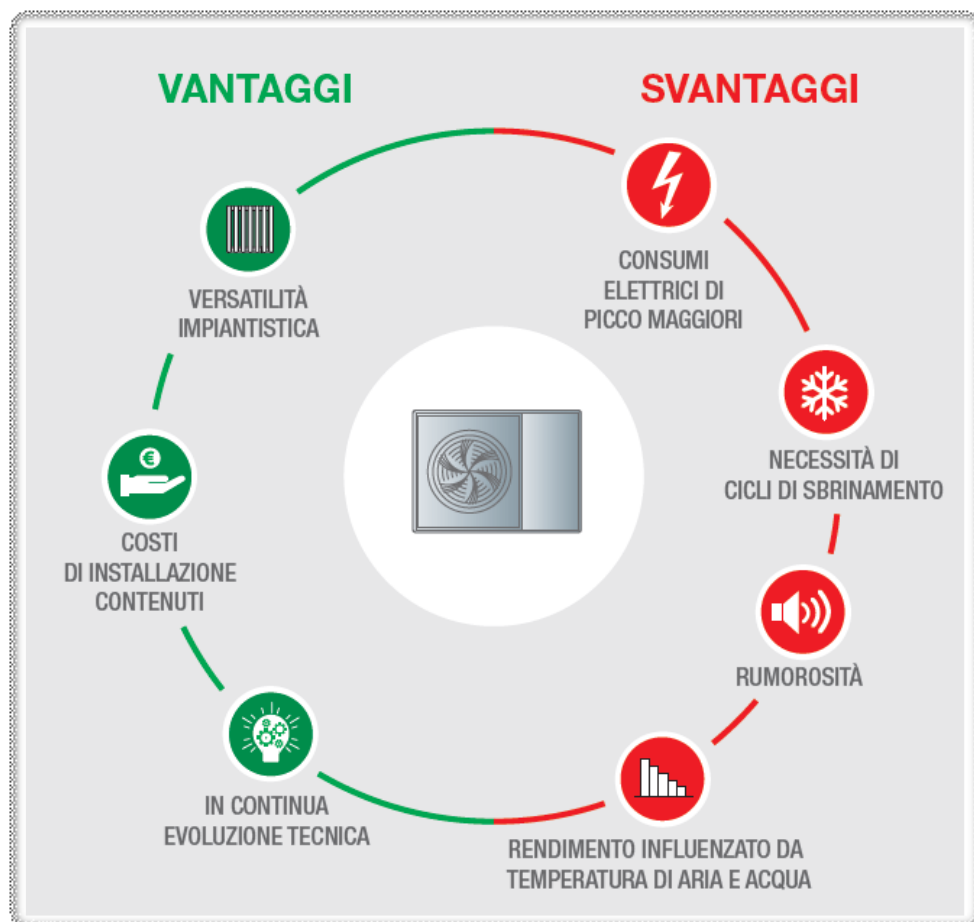 VANTAGGI
VERSATILITÀ
IMPIANTISTICA
€
COSTI
DI INSTALLAZIONE
CONTENUTI
IN CONTINUA
EVOLUZIONE TECNICA
SVANTAGGI
CONSUMI
ELETTRICI DI
PICCO MAGGIORI
NECESSITÀ DI
CICLI DI SBRINAMENTO
RUMOROSITÀ
RENDIMENTO INFLUENZATO DA
TEMPERATURA DI ARIA E ACQUA